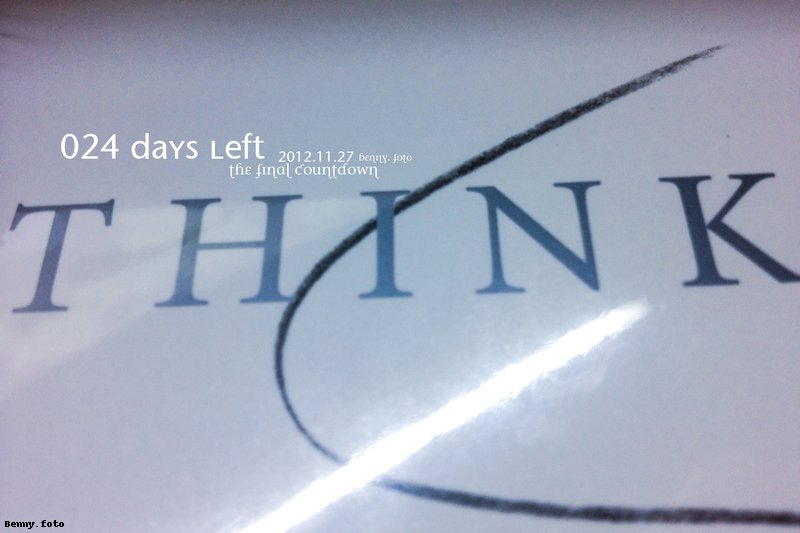 024 days Left
2012.11.27 benny. foto
the final countdown
THINK
Benny.foto